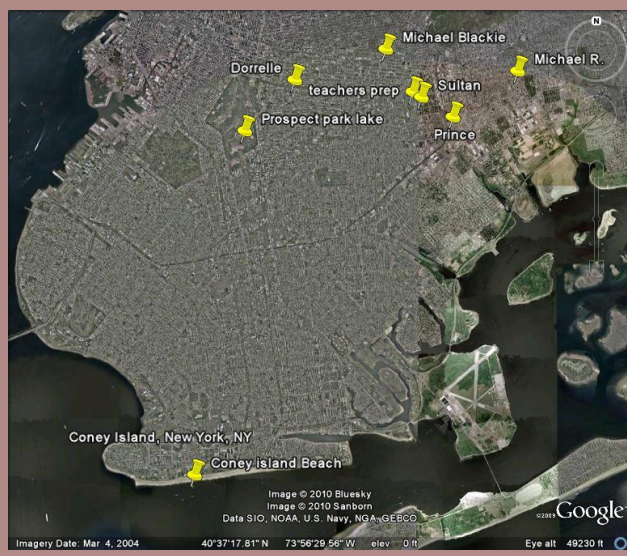 N
Michael Blackie
Michael R.
Dorrelle
teachers prep
Sultan
Prospect park lake
Prince
Coney Island, New York, NY
Coney island Beach
Image © 2010 Bluesky
Image © 2010 Sanborn
Data SIO, NOAA, U.S. Navy, NGA, GEBCO
©2009 Google
Imagery Date: Mar 4, 2004 40°37'17.81" N 73°56'29.56" W elev 0 ft Eye alt 49230 ft